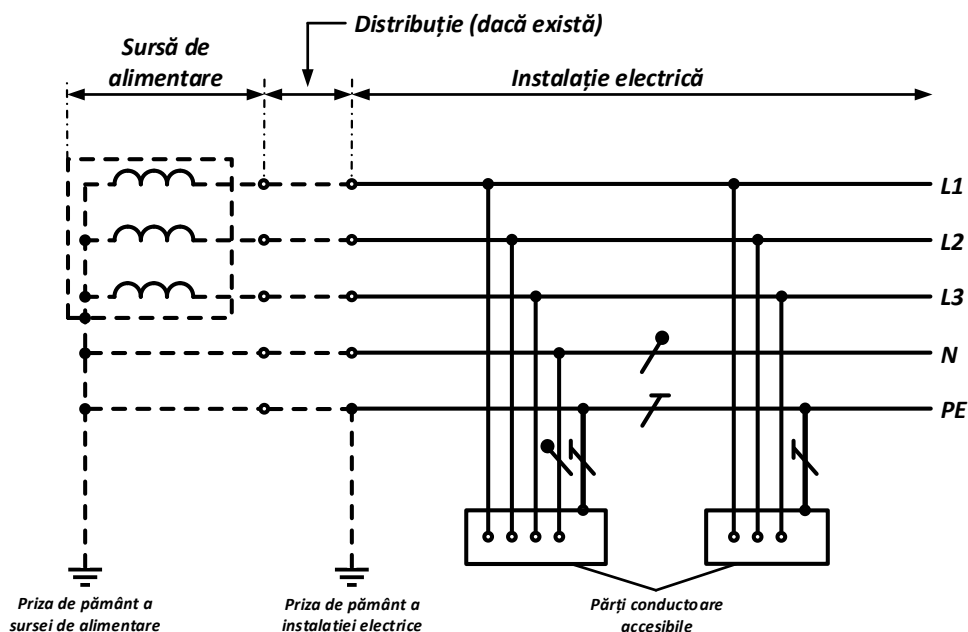 Distribuție (dacă există)
Sursă de
alimentare
Instalație electrică
L1
L2
L3
N
PE
Priza de pământ a
sursei de alimentare
Priza de pământ a
instalatiei electrice
Părți conductoare
accesibile